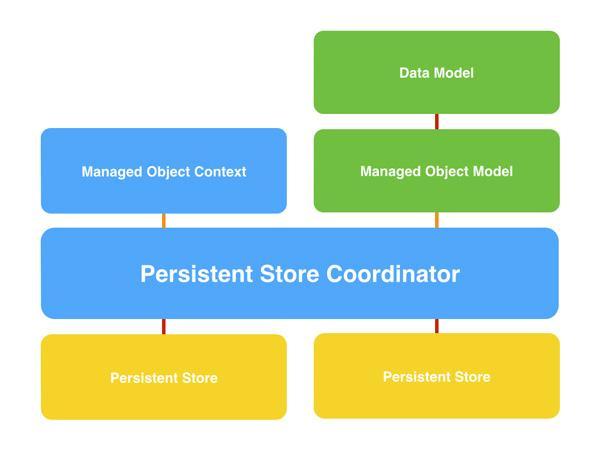 Data Model
Managed Object Context
Managed Object Model
Persistent Store Coordinator
Persistent Store
Persistent Store